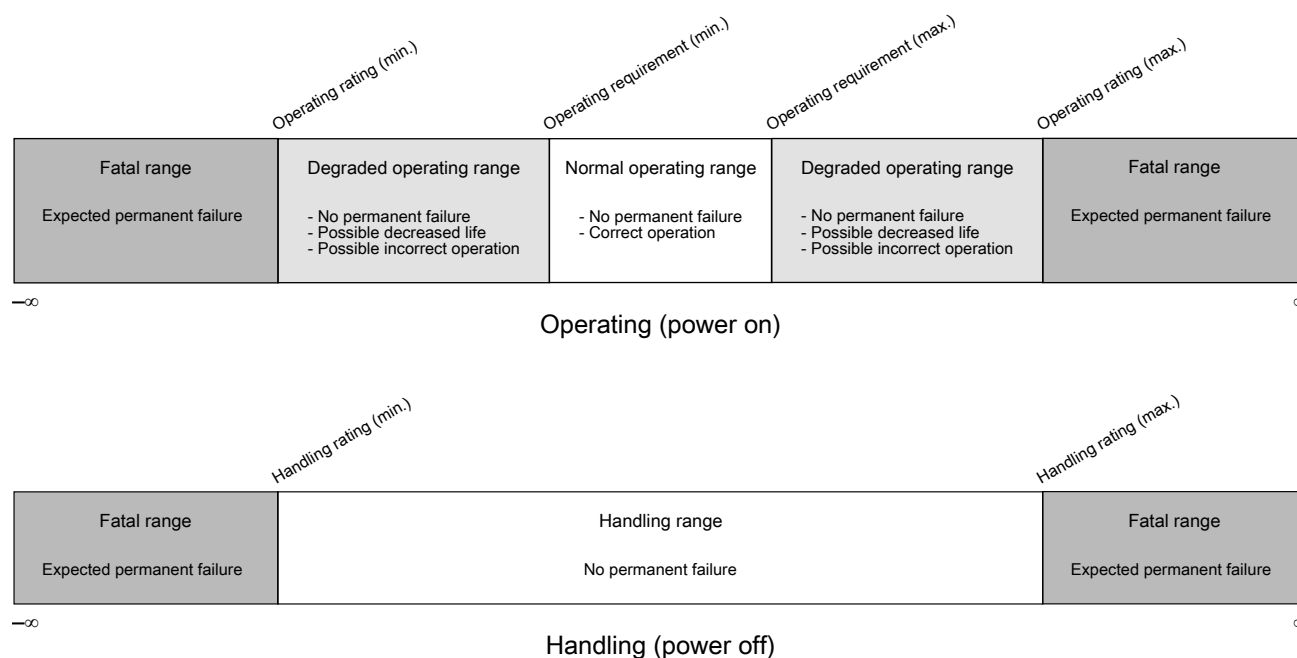 Operating rating (min.)
Operating requirement (min.)
Operating requirement (max.)
Operating rating (max.)
Fatal range
Degraded operating range
Normal operating range
Degraded operating range
Fatal range
Expected permanent failure
- No permanent failure
- Possible decreased life
- Possible incorrect operation
- No permanent failure
- Correct operation
- No permanent failure
- Possible decreased life
- Possible incorrect operation
Expected permanent failure
–∞
Operating (power on)
Handling rating (min.)
Handling rating (max.)
Fatal range
Handling range
Fatal range
Expected permanent failure
No permanent failure
Expected permanent failure
–∞
Handling (power off)